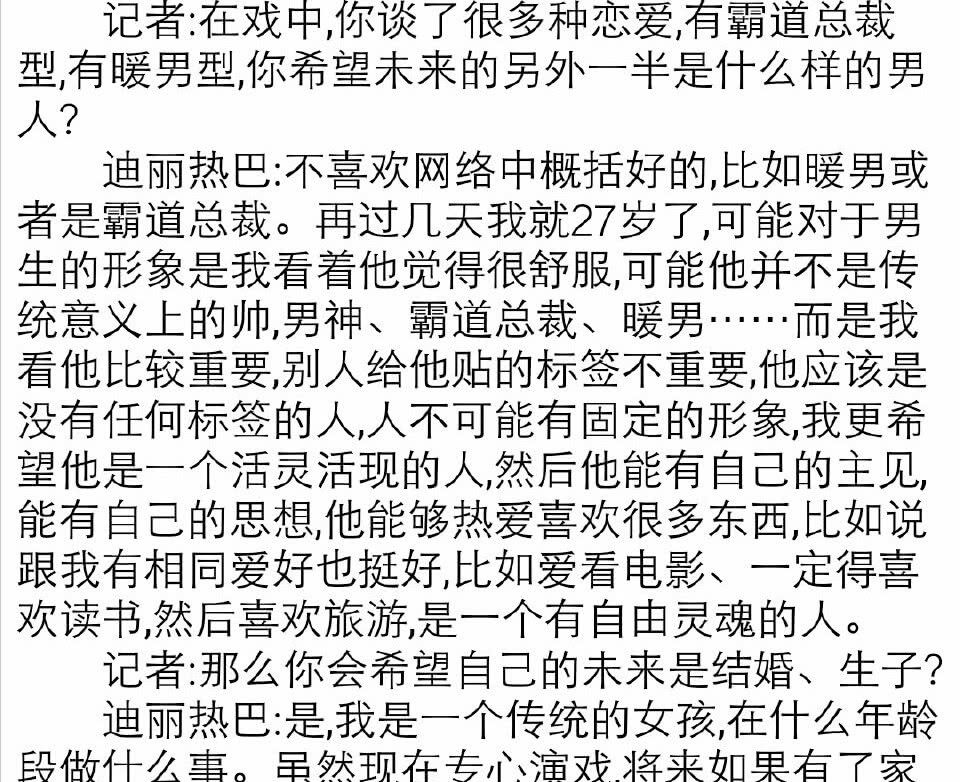 记者:在戏中,你谈了很多种恋爱,有霸道总裁
型,有暖男型,你希望未来的另外一半是什么样的男
人?
迪丽热巴:不喜欢网络中概括好的,比如暖男或
者是霸道总裁。再过几天我就27岁了,可能对于男
生的形象是我看着他觉得很舒服,可能他并不是传
统意义上的帅,男神、霸道总裁、暖男……而是我
看他比较重要,别人给他贴的标签不重要,他应该是
没有任何标签的人,人不可能有固定的形象,我更希
望他是一个活灵活现的人,然后他能有自己的主见,
能有自己的思想,他能够热爱喜欢很多东西,比如说
跟我有相同爱好也挺好,比如爱看电影、一定得喜
欢读书,然后喜欢旅游,是一个有自由灵魂的人。
记者:那么你会希望自己的未来是结婚、生子?
迪丽热巴:是,我是一个传统的女孩,在什么年龄
段做什么事。虽然现在专心演戏,将来如果有了家